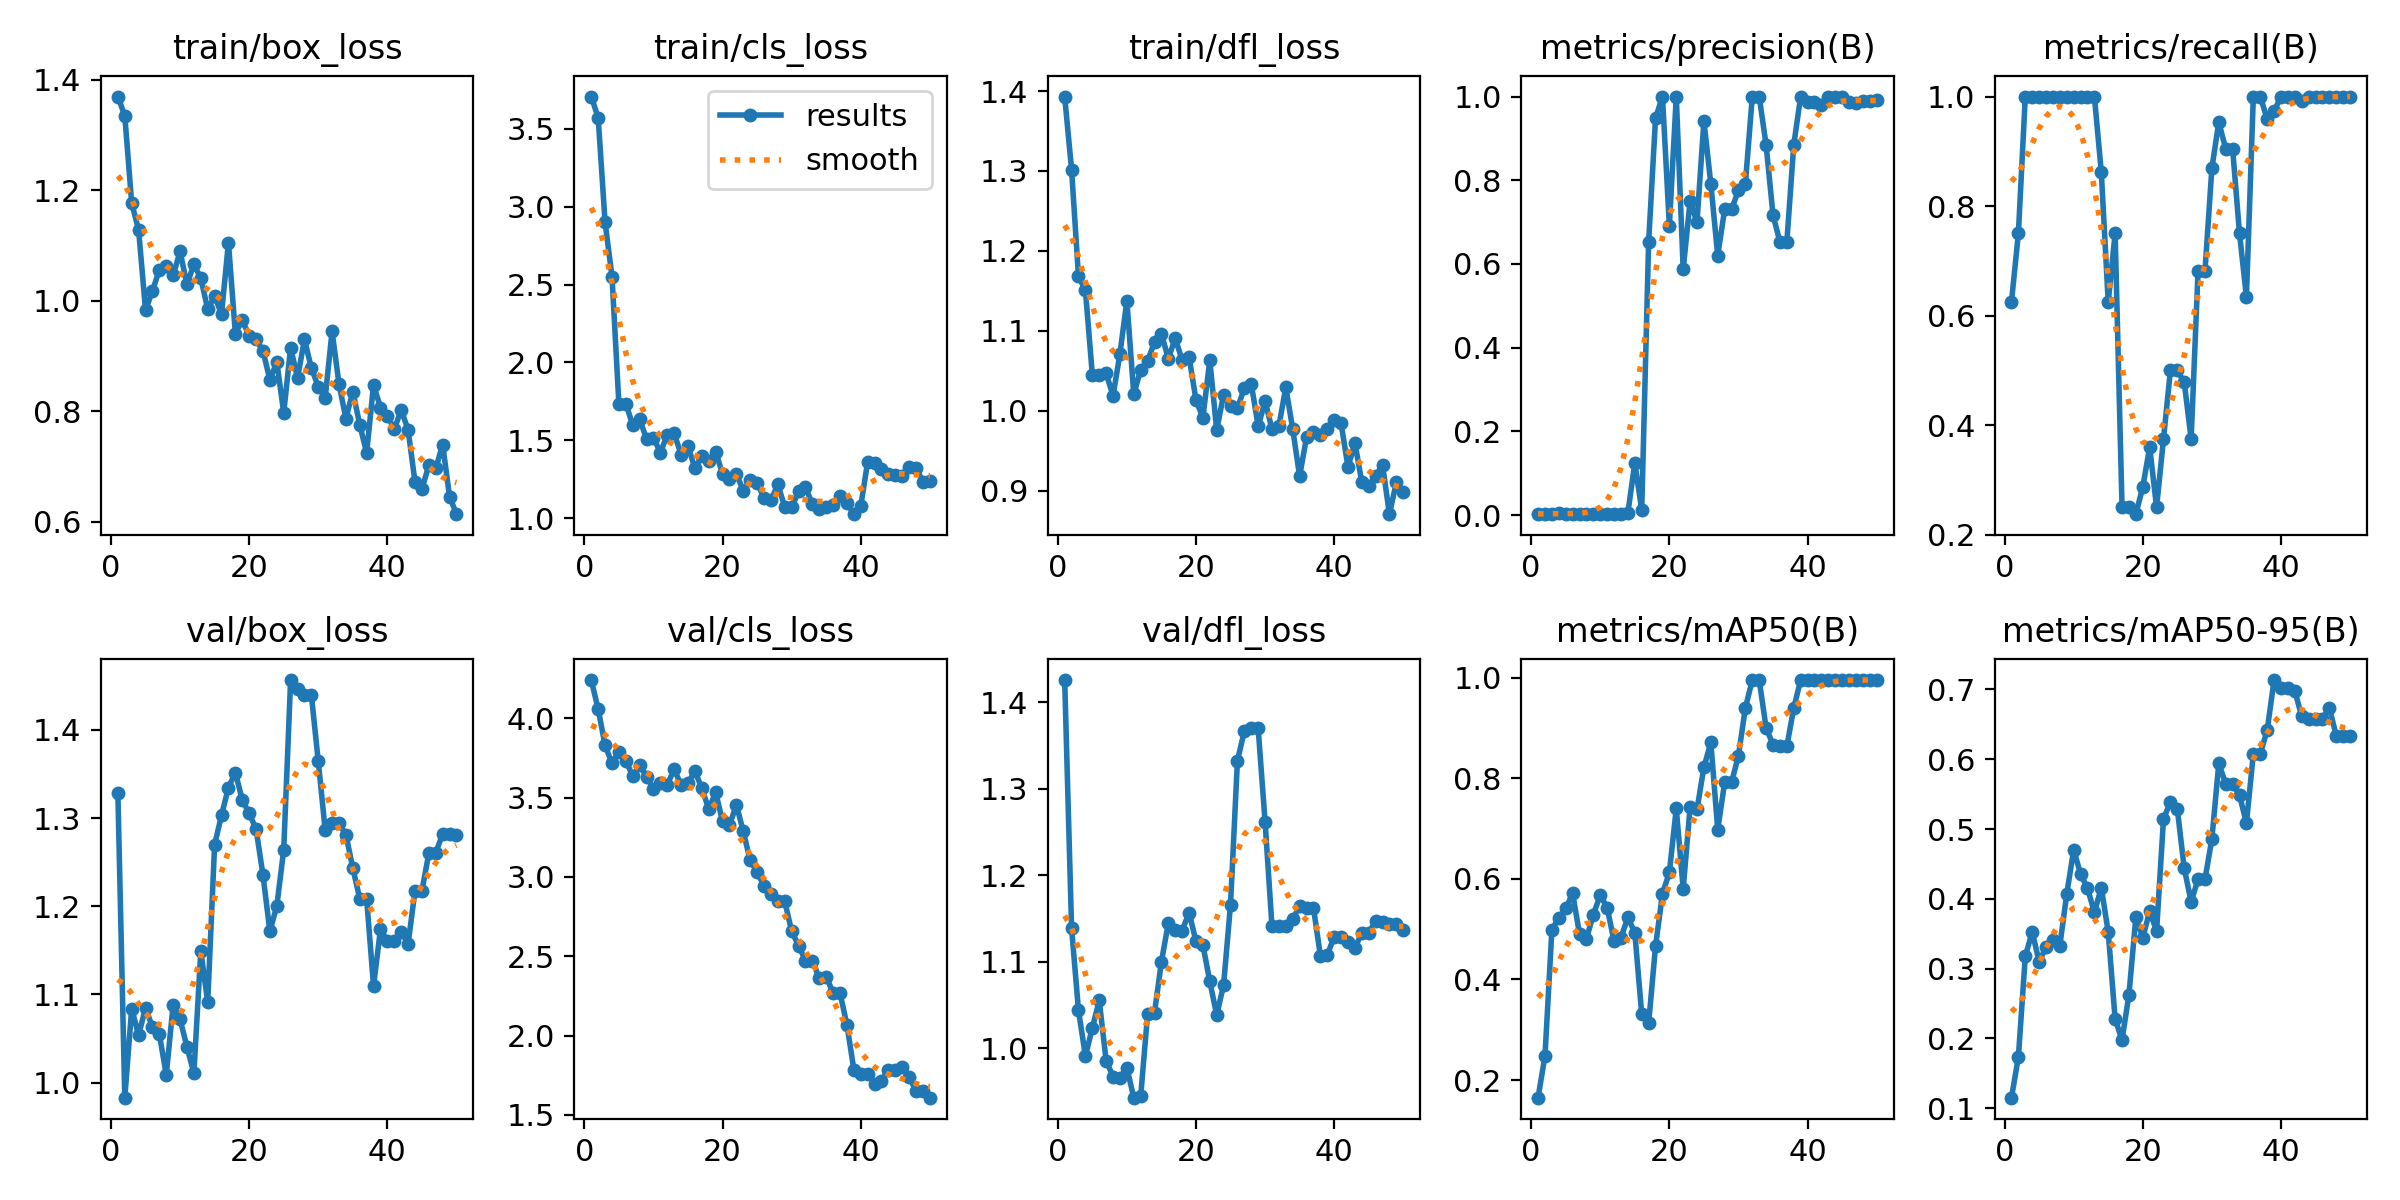 train/box_loss
1.4
1.2
1.0
0.8
0.6
0 20 40
train/cls_loss
results
smooth
3.5
3.0
2.5
2.0
1.5
1.0
0 20 40
train/dfl_loss
1.4
1.3
1.2
1.1
1.0
0.9
0 20 40
metrics/precision(B)
1.0
0.8
0.6
0.4
0.2
0.0
0 20 40
metrics/recall(B)
1.0
0.8
0.6
0.4
0.2
0 20 40
val/box_loss
1.4
1.3
1.2
1.1
1.0
0 20 40
val/cls_loss
4.0
3.5
3.0
2.5
2.0
1.5
0 20 40
val/dfl_loss
1.4
1.3
1.2
1.1
1.0
0 20 40
metrics/mAP50(B)
1.0
0.8
0.6
0.4
0.2
0 20 40
metrics/mAP50-95(B)
0.7
0.6
0.5
0.4
0.3
0.2
0.1
0 20 40